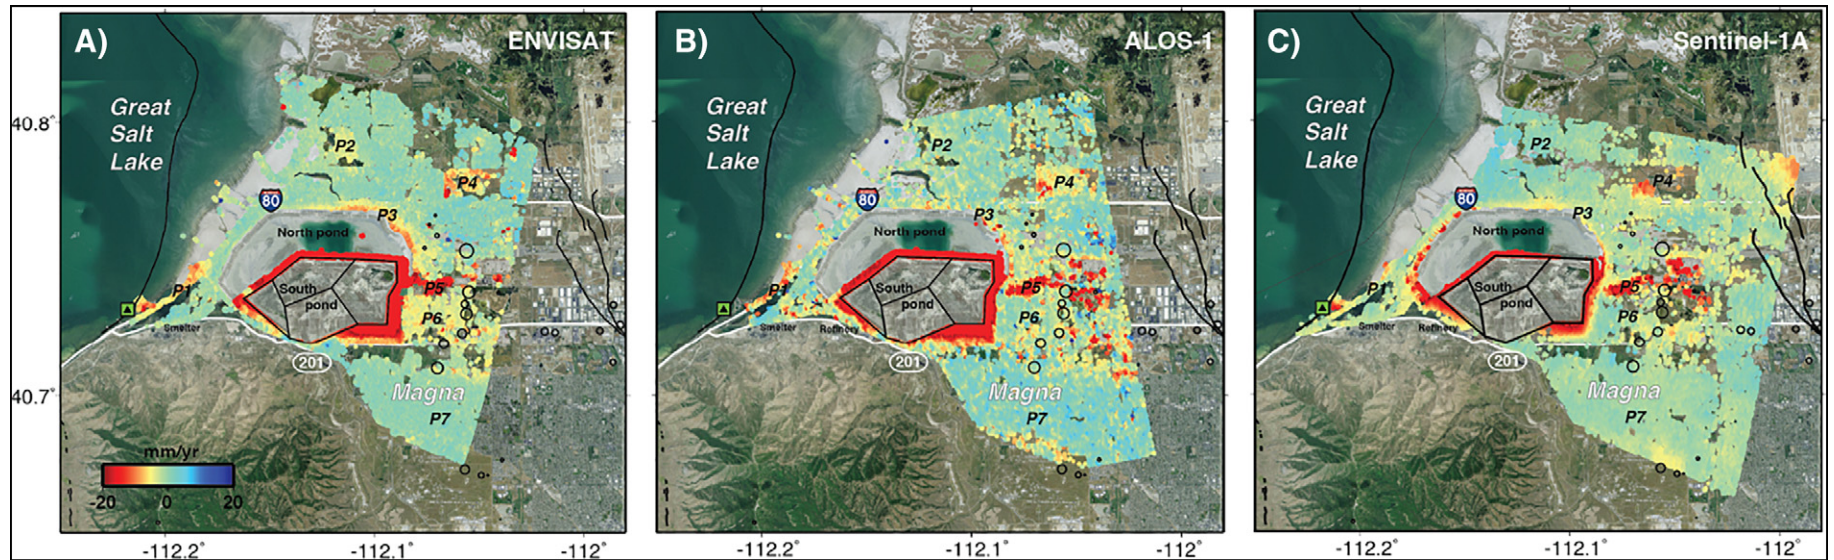 A)
ENVISAT
Great
Salt
Lake
P2
P4
80
P3
North pond
P1
South
pond
P5
P6
Smelter
201
Magna
P7
mm/yr
-20 0 20
40.8°
40.7°
-112.2° -112.1° -112°
B)
ALOS-1
Great
Salt
Lake
P2
P4
80
P3
North pond
P1
South
pond
P5
P6
Smelter
Refinery
201
Magna
P7
-112.2° -112.1° -112°
C)
Sentinel-1A
Great
Salt
Lake
P2
P4
80
P3
North pond
P1
South
pond
P5
P6
Smelter
Refinery
201
Magna
P7
-112.2° -112.1° -112°